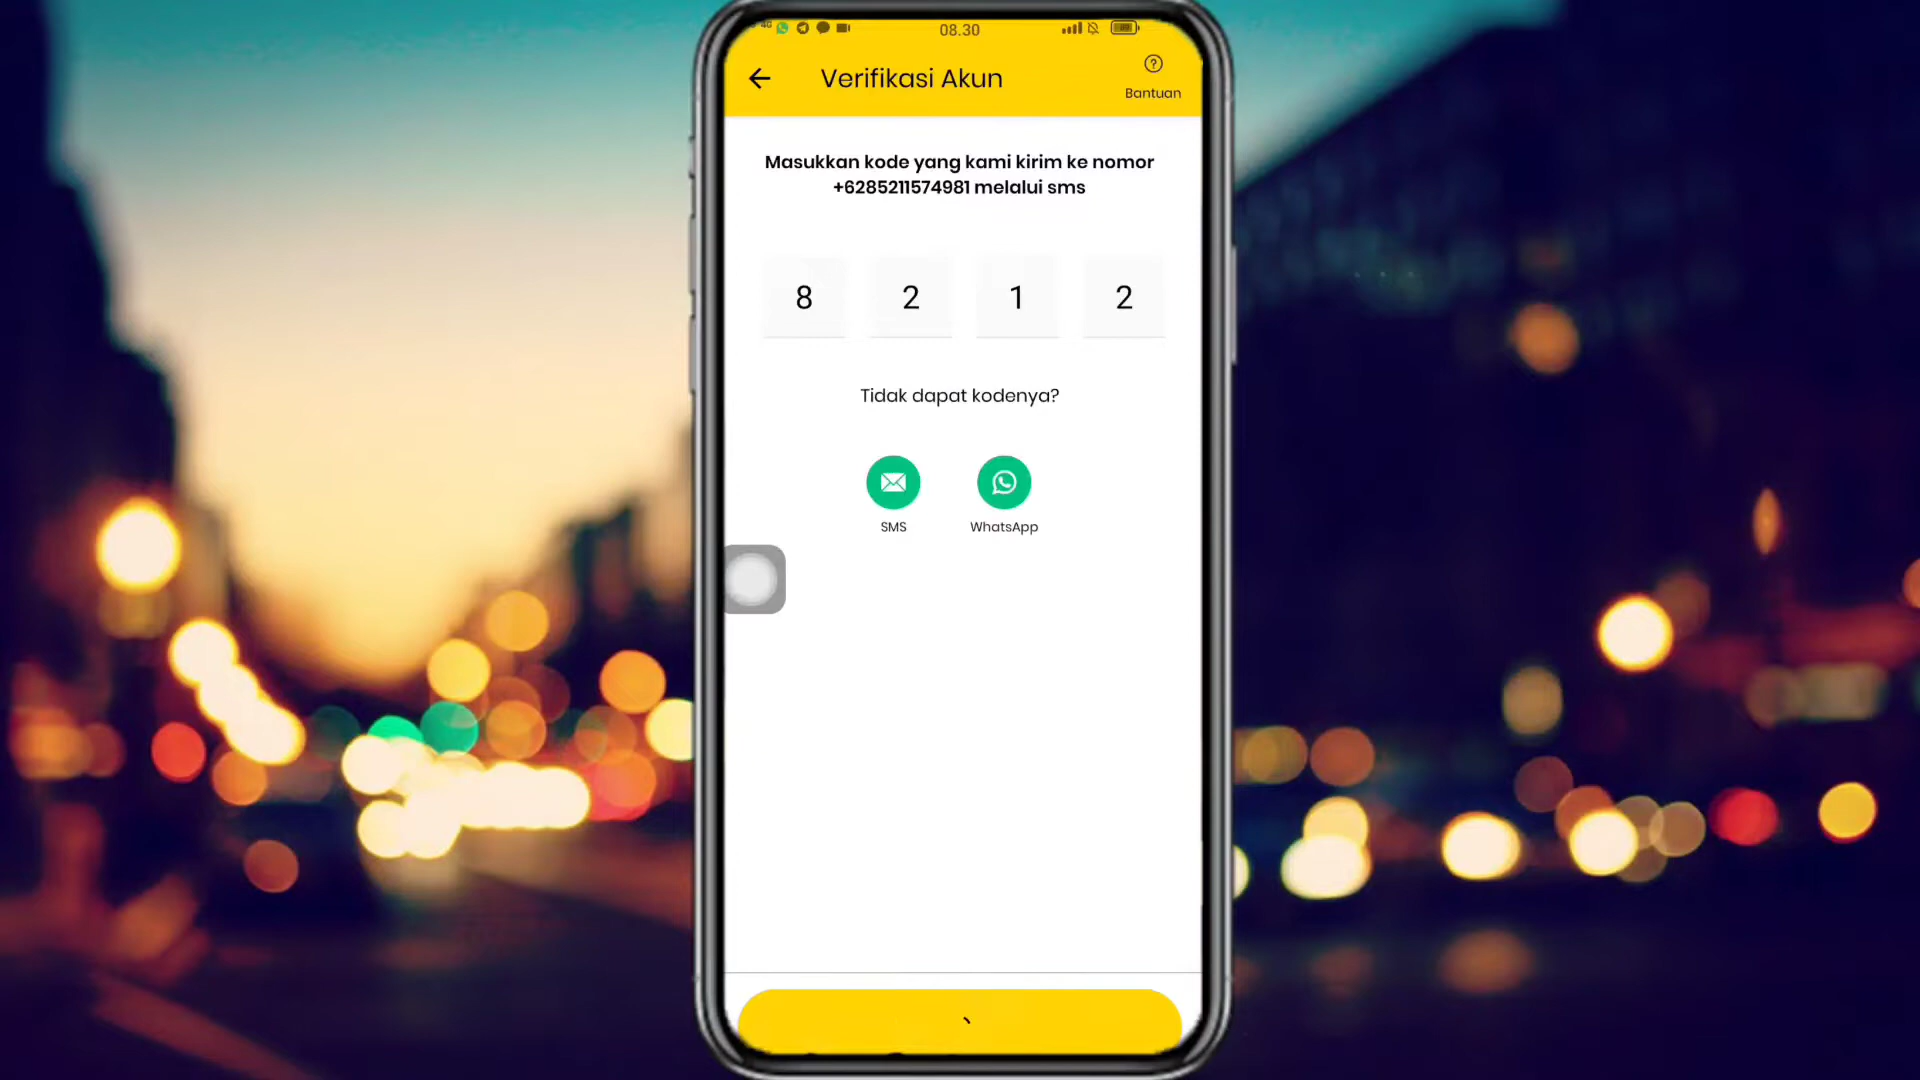 4G
08.30
Verifikasi Akun
Bantuan
Masukkan kode yang kami kirim ke nomor
+6285211574981 melalui sms
8 2 1 2
Tidak dapat kodenya?
SMS WhatsApp